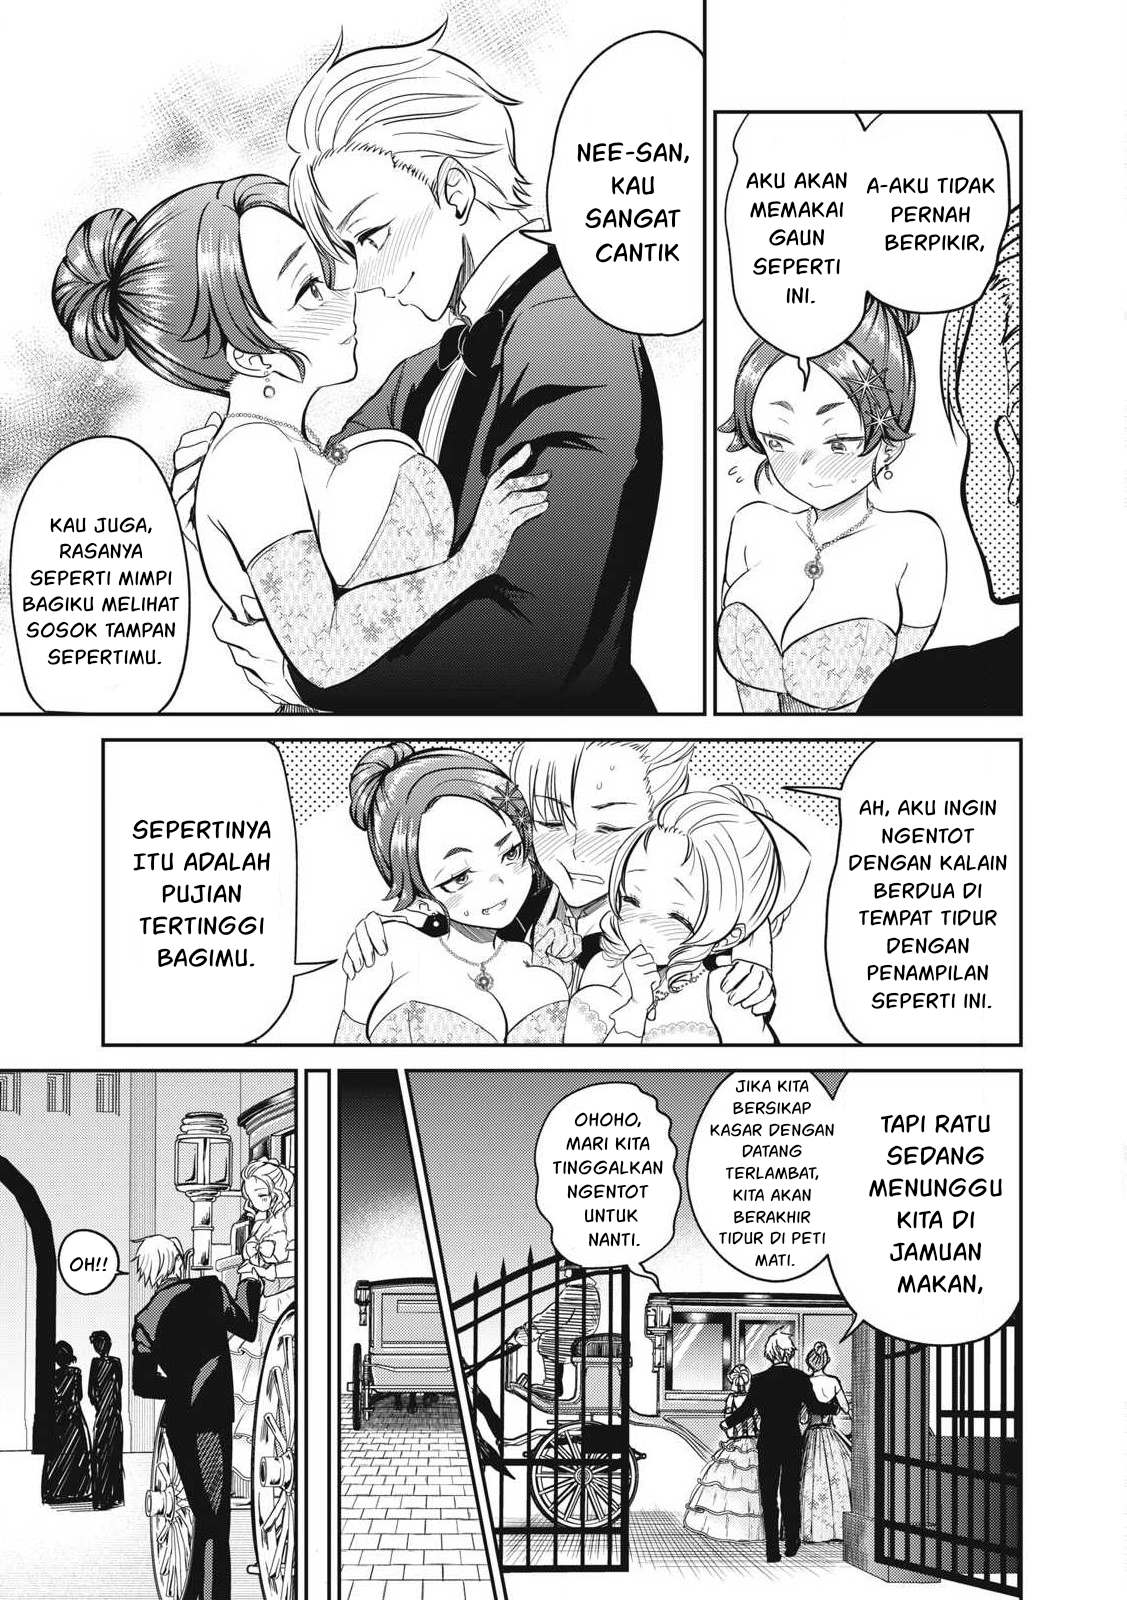 A-AKU TIDAK
PERNAH
BERPIKIR,
AKU AKAN
MEMAKAI
GAUN
SEPERTI
INI.
NEE-SAN,
KAU
SANGAT
CANTIK
KAU JUGA,
RASANYA
SEPERTI MIMPI
BAGIKU MELIHAT
SOSOK TAMPAN
SEPERTIMU.
AH, AKU INGIN
NGENTOT
DENGAN KALAIN
BERDUA DI
TEMPAT TIDUR
DENGAN
PENAMPILAN
SEPERTI INI.
SEPERTINYA
ITU ADALAH
PUJIAN
TERTINGGI
BAGIMU.
TAPI RATU
SEDANG
MENUNGGU
KITA DI
JAMUAN
MAKAN,
JIKA KITA
BERSIKAP
KASAR DENGAN
DATANG
TERLAMBAT,
KITA AKAN
BERAKHIR
TIDUR DI PETI
MATI.
OHOHO,
MARI KITA
TINGGALKAN
NGENTOT
UNTUK
NANTI.
OH!!